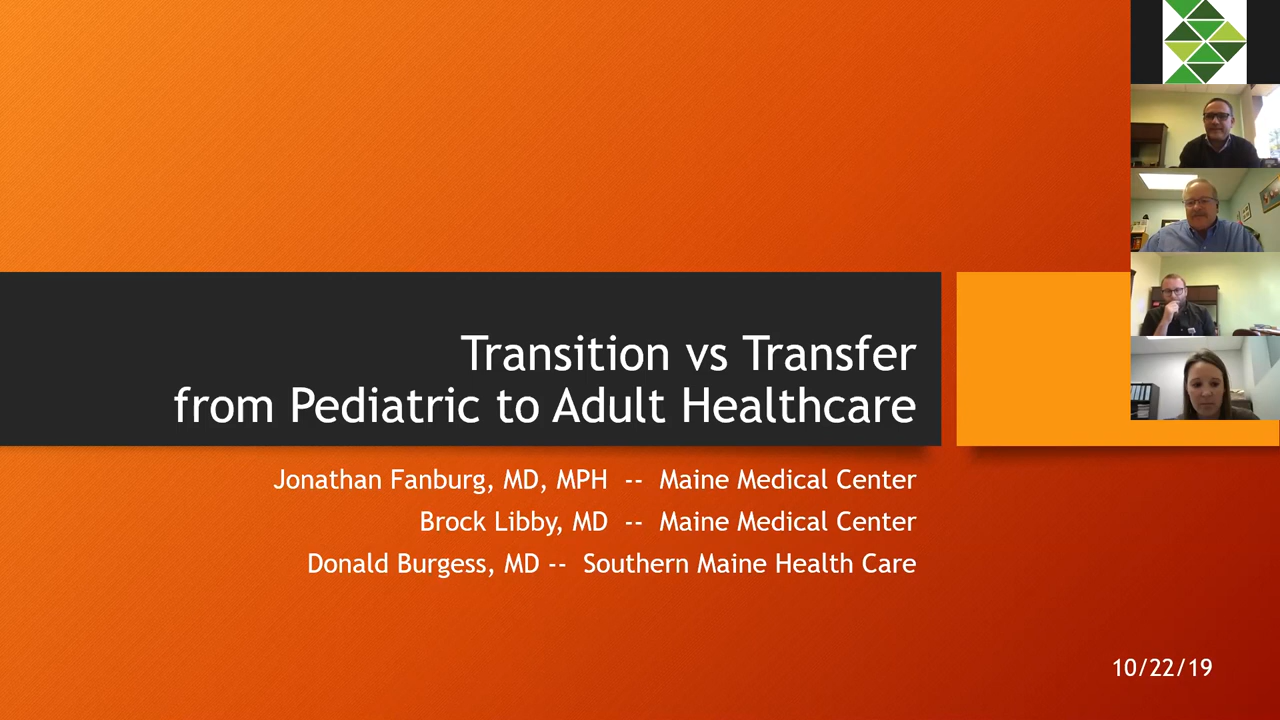 Transition vs Transfer
from Pediatric to Adult Healthcare
Jonathan Fanburg, MD, MPH -- Maine Medical Center
Brock Libby, MD -- Maine Medical Center
Donald Burgess, MD -- Southern Maine Health Care
10/22/19